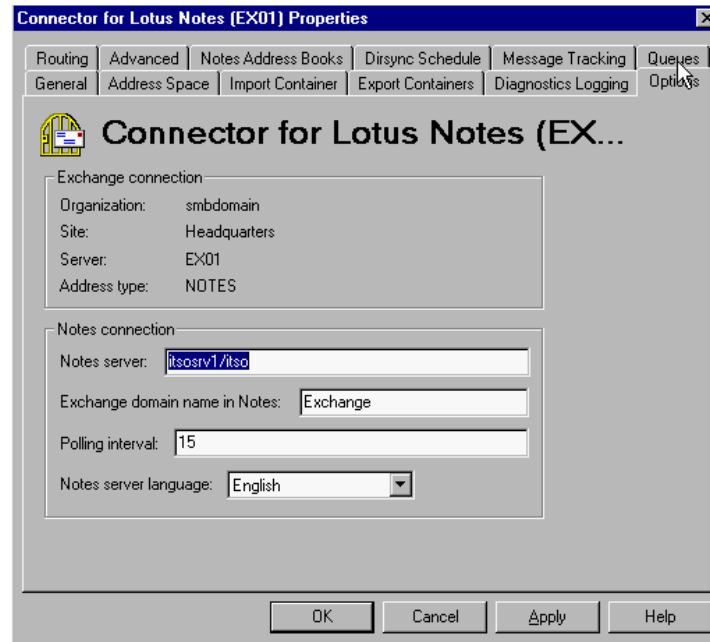 Connector for Lotus Notes (EX01) Properties
Routing Advanced Notes Address Books Dirsync Schedule Message Tracking Queues
General Address Space Import Container Export Containers Diagnostics Logging Options
Connector for Lotus Notes (EX...
Exchange connection
Organization: smbdomain
Site: Headquarters
Server: EX01
Address type: NOTES
Notes connection
Notes server: itsosrv1/itso
Exchange domain name in Notes: Exchange
Polling interval: 15
Notes server language: English
OK Cancel Apply Help